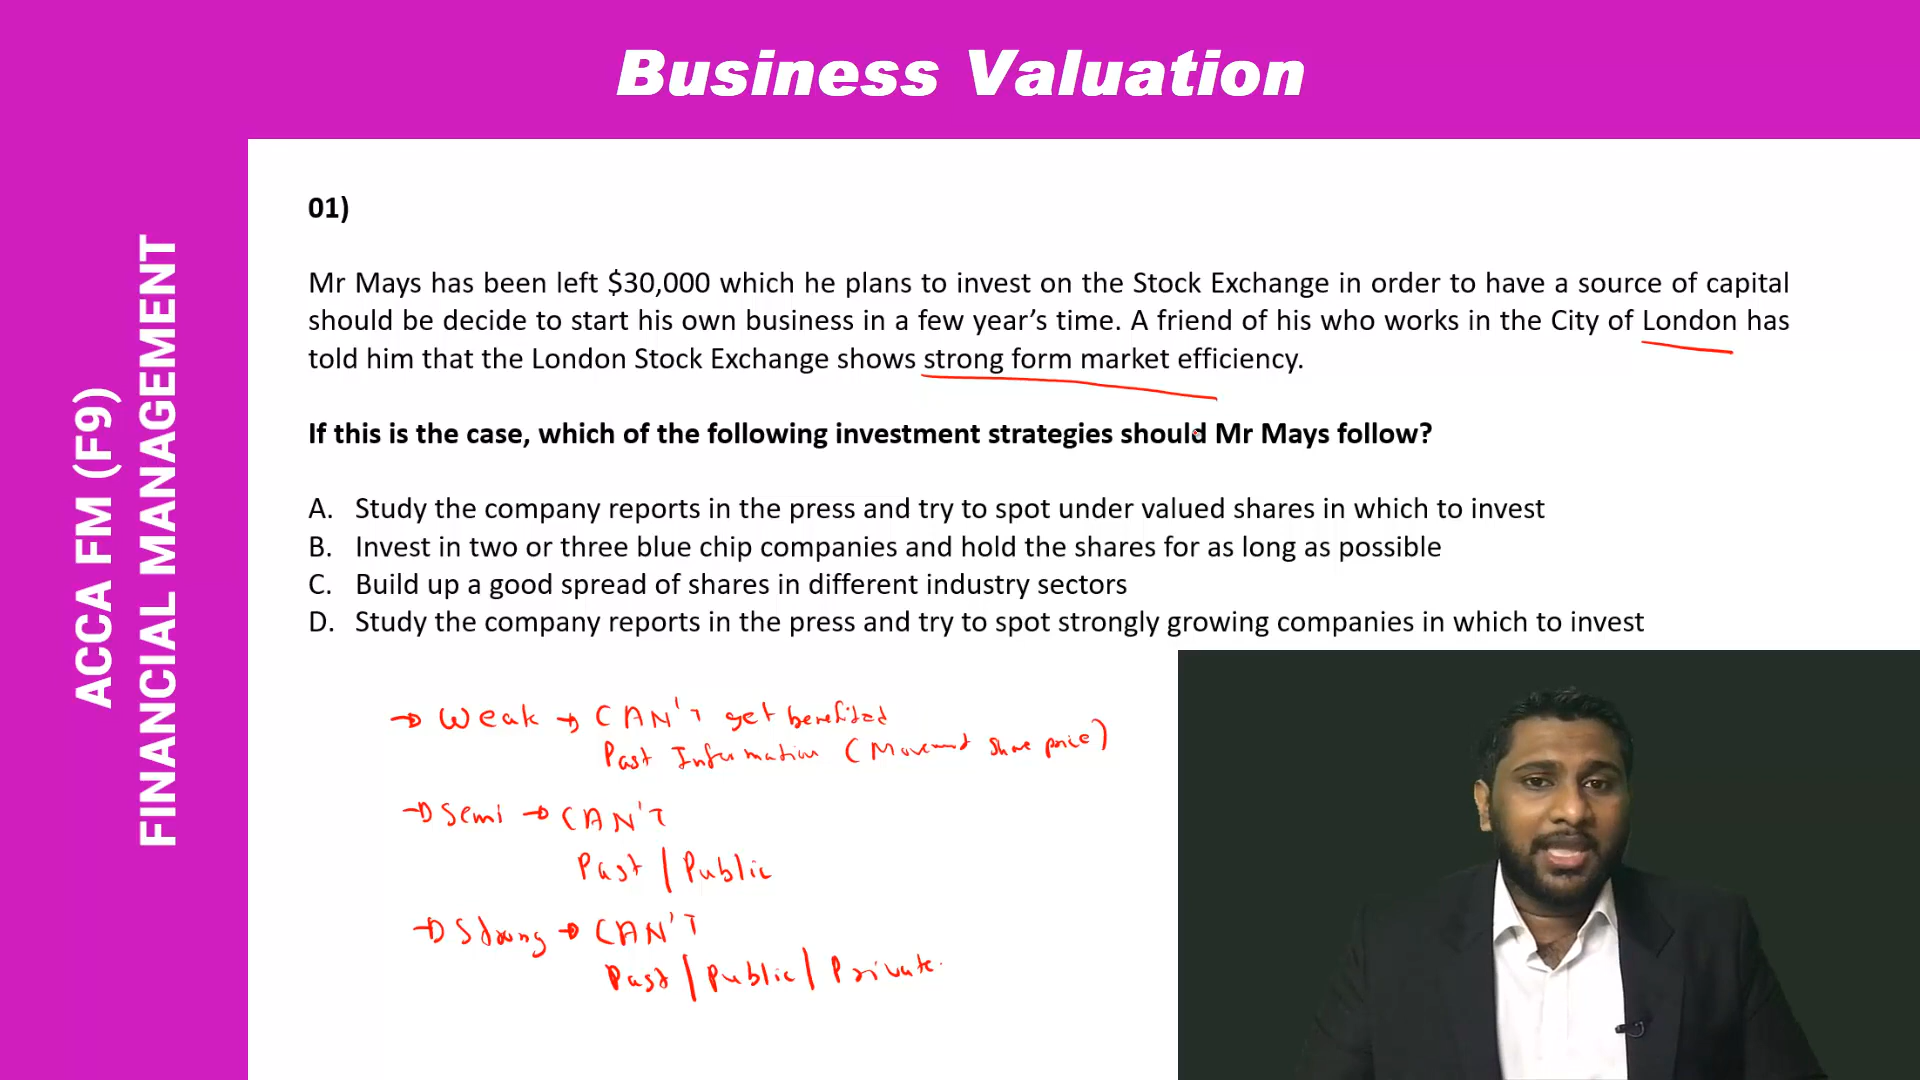 Business Valuation
ACCA FM (F9)
FINANCIAL MANAGEMENT
01)
Mr Mays has been left $30,000 which he plans to invest on the Stock Exchange in order to have a source of capital
should be decide to start his own business in a few year’s time. A friend of his who works in the City of London has
told him that the London Stock Exchange shows strong form market efficiency.
If this is the case, which of the following investment strategies should Mr Mays follow?
A. Study the company reports in the press and try to spot under valued shares in which to invest
B. Invest in two or three blue chip companies and hold the shares for as long as possible
C. Build up a good spread of shares in different industry sectors
D. Study the company reports in the press and try to spot strongly growing companies in which to invest
→ Weak → CAN'T get benefited
Past Information (Movement share price)
→ Semi → CAN'T
Past | Public
→ Strong → CAN'T
Past | Public | Private.